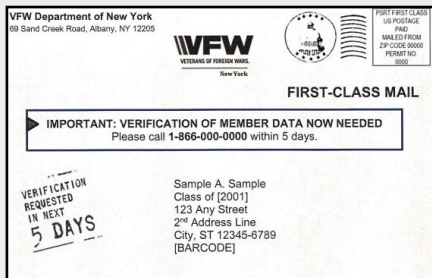 VFW Department of New York
69 Sand Creek Road, Albany, NY 12205
VFW
VETERANS OF FOREIGN WARS.
New York
PSRT FIRST CLASS
US POSTAGE
PAID
MAILED FROM
ZIP CODE 00000
PERMIT NO
0000
FIRST-CLASS MAIL
IMPORTANT: VERIFICATION OF MEMBER DATA NOW NEEDED
Please call 1-866-000-0000 within 5 days.
VERIFICATION
REQUESTED
IN NEXT
5 DAYS
Sample A. Sample
Class of [2001]
123 Any Street
2nd Address Line
City, ST 12345-6789
[BARCODE]